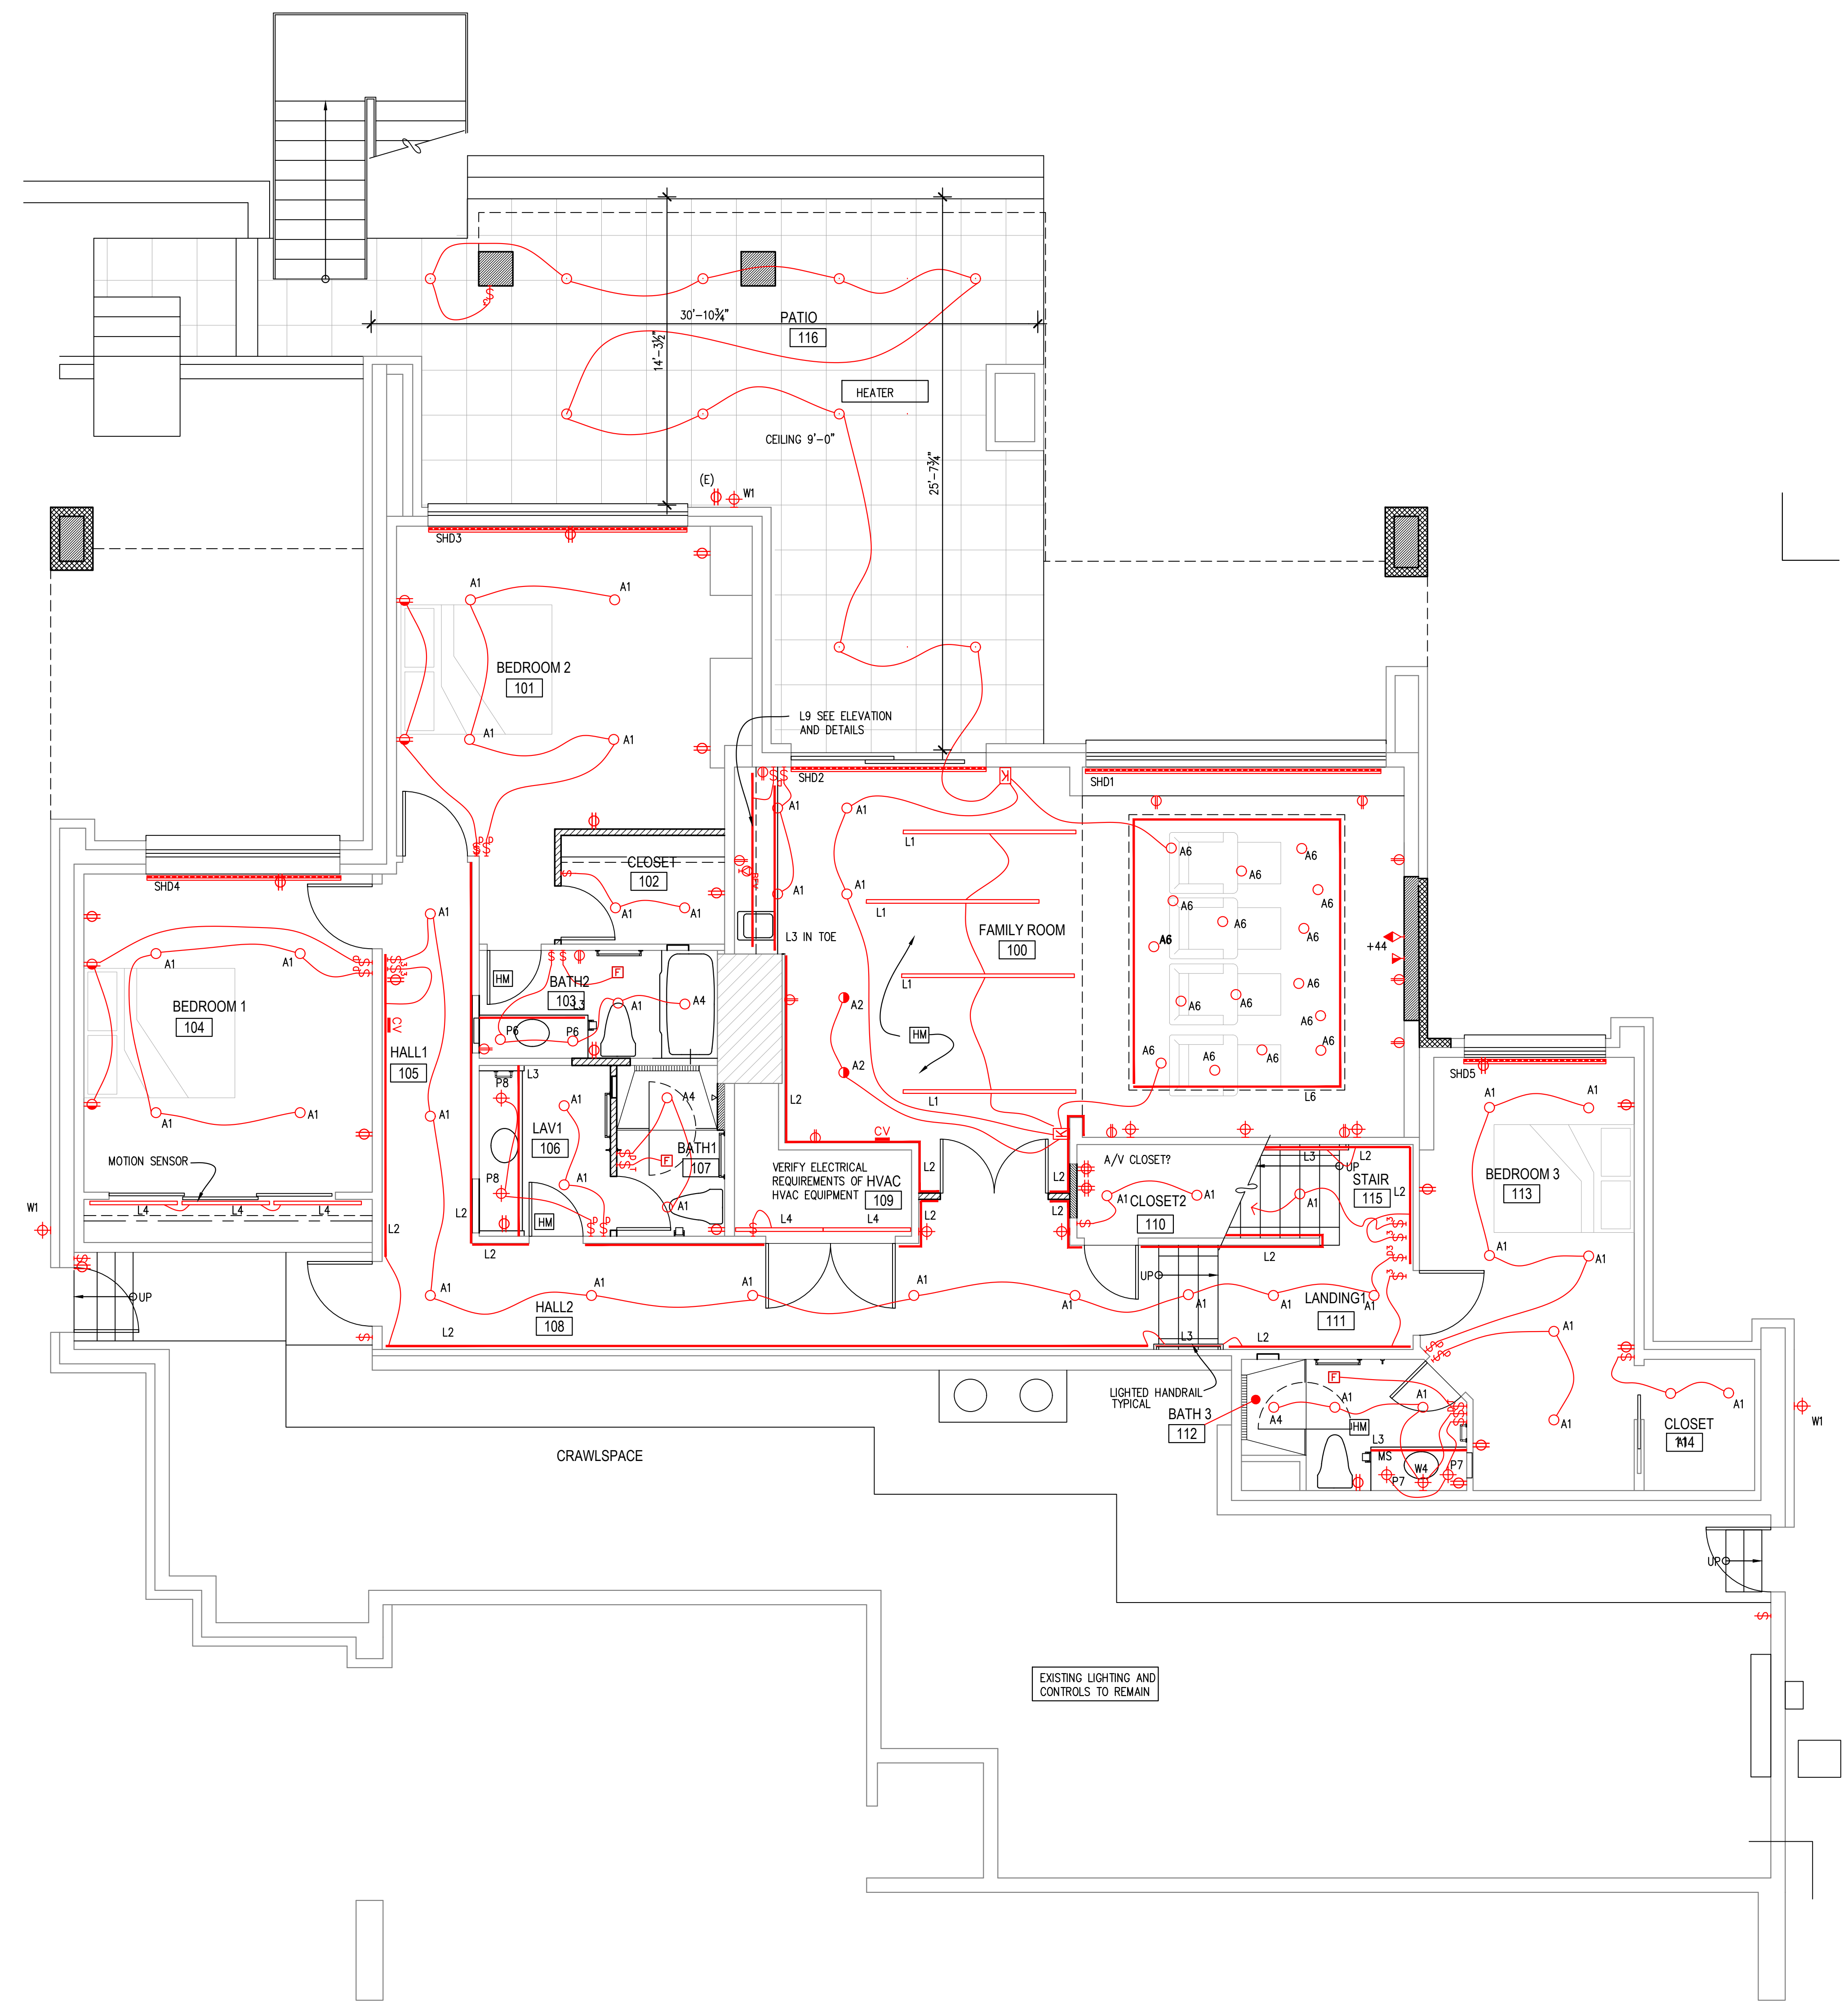 30'-10¾"
PATIO
116
14'-3½"
HEATER
CEILING 9'-0"
25'-7¾"
(E)
W1
SHD3
A1
A1
BEDROOM 2
101
A1
A1
L9 SEE ELEVATION
AND DETAILS
SHD2
SHD1
A1
A1
L1
A6
A6
A6
CLOSET
102
A1
A1
A1
A1
L1
A6
A6
A6
A6
A6
L3 IN TOE
FAMILY ROOM
100
+44
SHD4
A1
A1
A1
BEDROOM 1
104
HM
BATH2
103
L3
A1
A4
F
P6
P6
L1
A2
HM
A6
A6
A6
A6
CV
HALL1
105
A1
A1
A1
A2
L1
A6
A6
A6
A6
L6
SHD5
L3
P8
A1
A4
LAV1
106
BATH1
107
F
P8
A1
A1
HM
L2
CV
VERIFY ELECTRICAL
REQUIREMENTS OF
HVAC EQUIPMENT
HVAC
109
L4
L4
L2
L2
L2
L2
MOTION SENSOR
L4
L4
L4
W1
L2
L2
L2
A/V CLOSET?
A1
CLOSET2
110
L3
UP
L2
STAIR
115
L2
A1
L2
A1
A1
BEDROOM 3
113
A1
A1
UP
A1
A1
A1
A1
A1
UP
A1
A1
A1
HALL2
108
LANDING1
111
L2
L3
L2
LIGHTED HANDRAIL
TYPICAL
BATH 3
112
F
A1
A1
A4
HM
L3
MS
W4
P7
P7
A1
A1
A1
CLOSET
114
A1
W1
CRAWLSPACE
UP
EXISTING LIGHTING AND
CONTROLS TO REMAIN